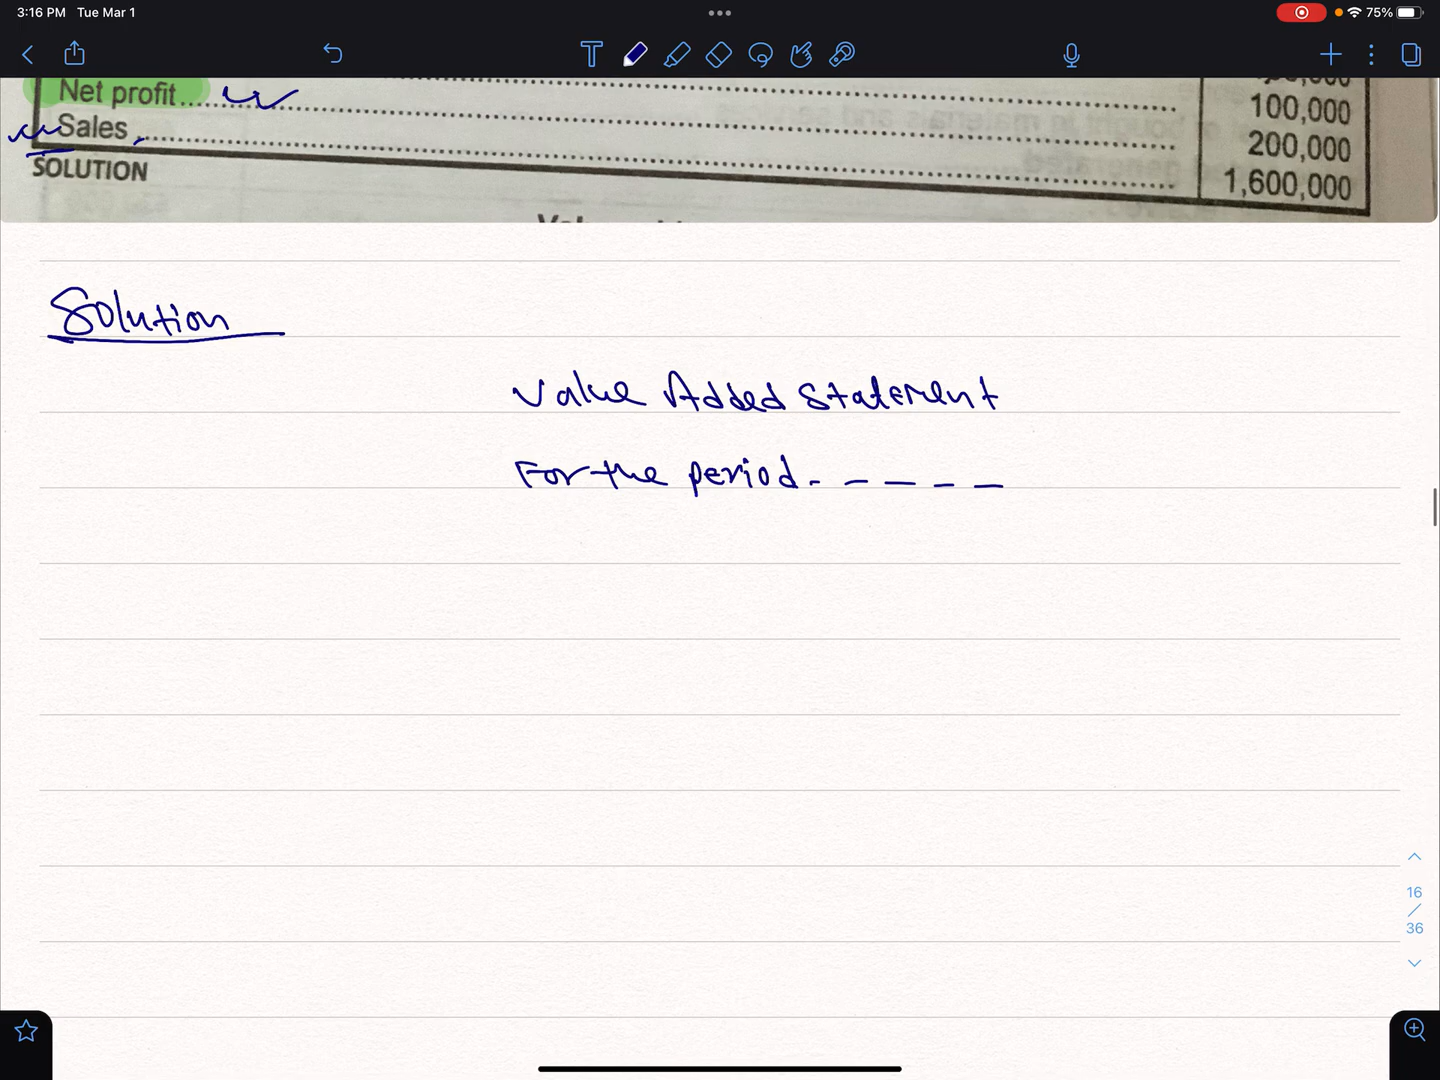 3:16 PM Tue Mar 1
75%
Net profit
100,000
Sales
200,000
SOLUTION
1,600,000
Solution
Value Added Statement
For the period - - - - -
16
/
36